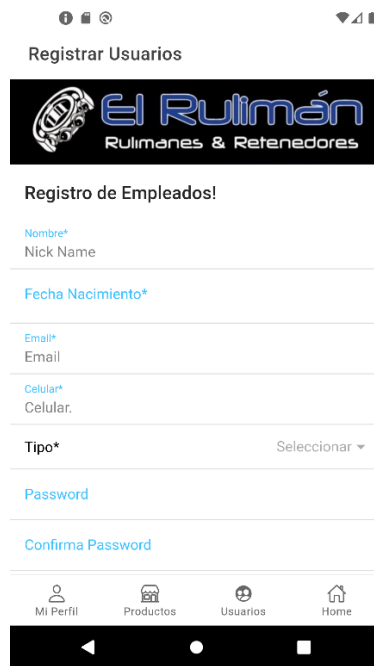 Registrar Usuarios
El Rulimán
Rulimanes & Retenedores
Registro de Empleados!
Nombre*
Nick Name
Fecha Nacimiento*
Email*
Email
Celular*
Celular.
Tipo*
Seleccionar
Password
Confirma Password
Mi Perfil
Productos
Usuarios
Home